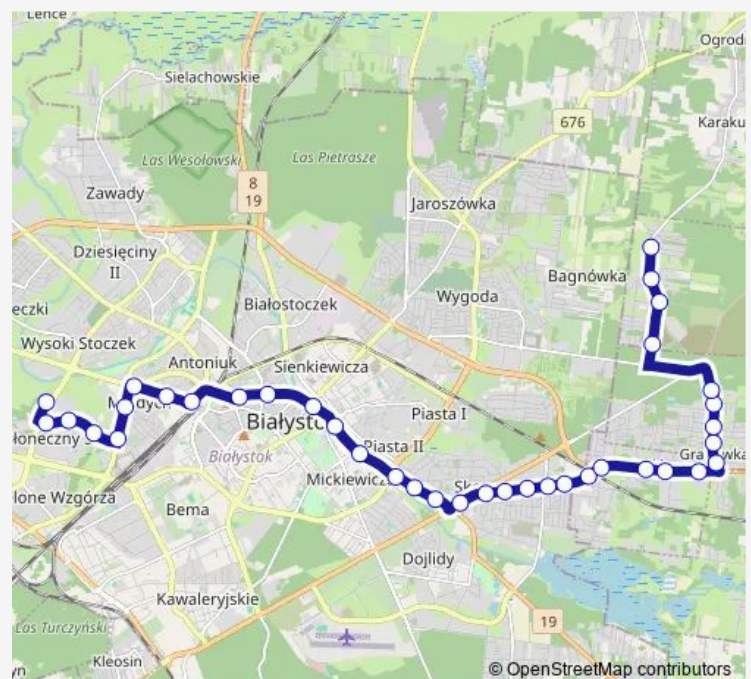 Lence
Ogrod
Sielachowskie
676
Karaku
Las Wesołowski
Las Pietrasze
8
19
Zawady
Jaroszówka
Dziesięciny
II
Bagnówka
Białostoczek
Wygoda
eczki
Wysoki Stoczek
Antoniuk
Sienkiewicza
Piasta I
łoneczny
Piasta II
Białystok
Mickiewicz
elone Wzgórza
Bema
Dojlidy
Kawaleryjskie
19
Las Turczyński
Kleosin
yn
© OpenStreetMap contributors